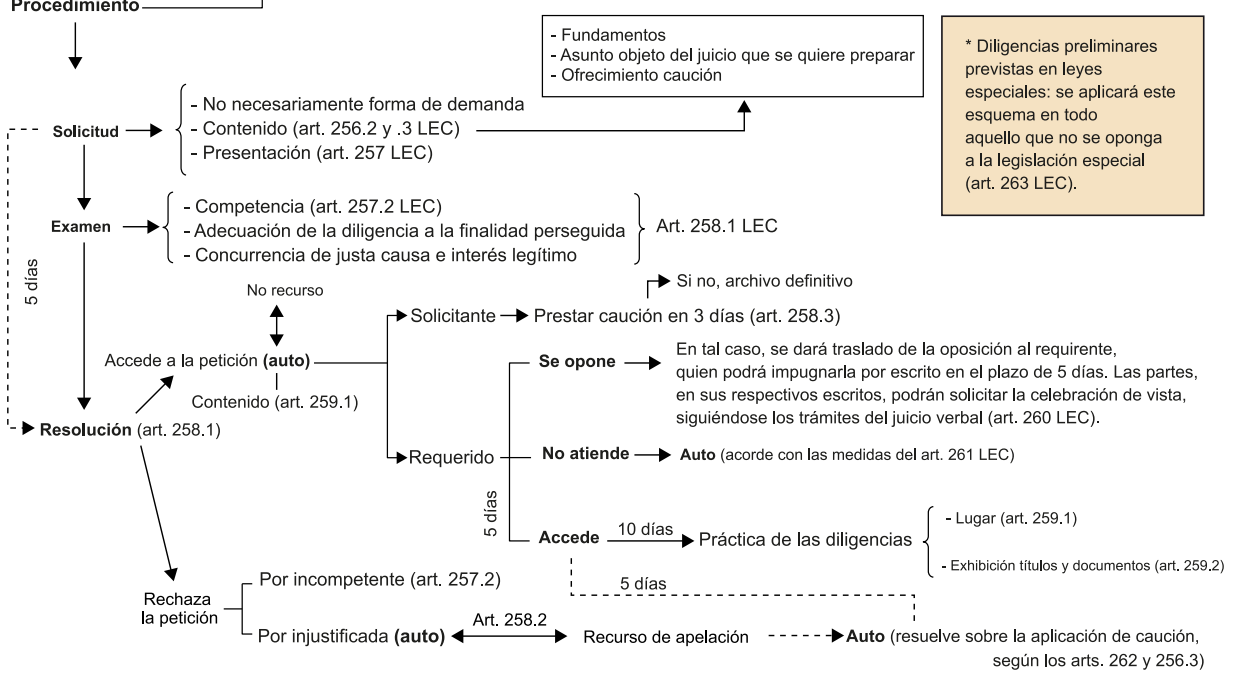 Procedimiento
- Fundamentos
- Asunto objeto del juicio que se quiere preparar
- Ofrecimiento caución
* Diligencias preliminares
previstas en leyes
especiales: se aplicará este
esquema en todo
aquello que no se oponga
a la legislación especial
(art. 263 LEC).
Solicitud
- No necesariamente forma de demanda
- Contenido (art. 256.2 y .3 LEC)
- Presentación (art. 257 LEC)
Examen
- Competencia (art. 257.2 LEC)
- Adecuación de la diligencia a la finalidad perseguida
- Concurrencia de justa causa e interés legítimo
Art. 258.1 LEC
5 días
No recurso
Accede a la petición (auto)
Contenido (art. 259.1)
Resolución (art. 258.1)
Solicitante
Prestar caución en 3 días (art. 258.3)
Si no, archivo definitivo
Requerido
5 días
Se opone
En tal caso, se dará traslado de la oposición al requirente,
quien podrá impugnarla por escrito en el plazo de 5 días. Las partes,
en sus respectivos escritos, podrán solicitar la celebración de vista,
siguiéndose los trámites del juicio verbal (art. 260 LEC).
No atiende
Auto (acorde con las medidas del art. 261 LEC)
Accede
10 días
Práctica de las diligencias
- Lugar (art. 259.1)
- Exhibición títulos y documentos (art. 259.2)
5 días
Rechaza
la petición
Por incompetente (art. 257.2)
Por injustificada (auto)
Art. 258.2
Recurso de apelación
Auto (resuelve sobre la aplicación de caución,
según los arts. 262 y 256.3)